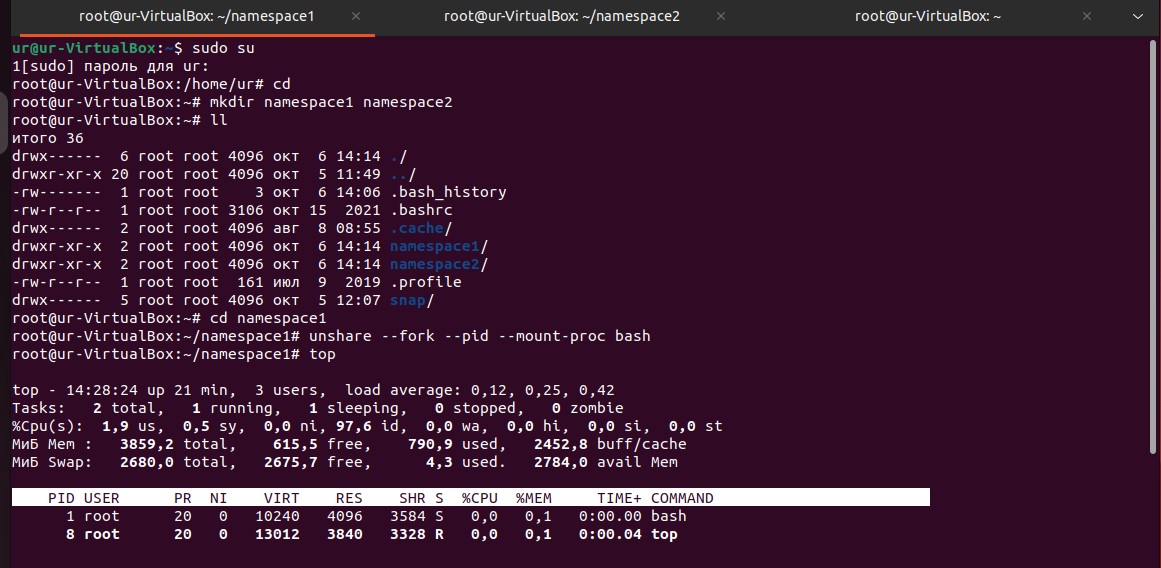 root@ur-VirtualBox: ~/namespace1 × root@ur-VirtualBox: ~/namespace2 × root@ur-VirtualBox: ~ ×
ur@ur-VirtualBox:~$ sudo su
1[sudo] пароль для ur:
root@ur-VirtualBox:/home/ur# cd
root@ur-VirtualBox:~# mkdir namespace1 namespace2
root@ur-VirtualBox:~# ll
итого 36
drwx------  6 root root 4096 окт  6 14:14 ./
drwxr-xr-x 20 root root 4096 окт  5 11:49 ../
-rw-------  1 root root    3 окт  6 14:06 .bash_history
-rw-r--r--  1 root root 3106 окт 15  2021 .bashrc
drwx------  2 root root 4096 авг  8 08:55 .cache/
drwxr-xr-x  2 root root 4096 окт  6 14:14 namespace1/
drwxr-xr-x  2 root root 4096 окт  6 14:14 namespace2/
-rw-r--r--  1 root root  161 июл  9  2019 .profile
drwx------  5 root root 4096 окт  5 12:07 snap/
root@ur-VirtualBox:~# cd namespace1
root@ur-VirtualBox:~/namespace1# unshare --fork --pid --mount-proc bash
root@ur-VirtualBox:~/namespace1# top
top - 14:28:24 up 21 min,  3 users,  load average: 0,12, 0,25, 0,42
Tasks:   2 total,   1 running,   1 sleeping,   0 stopped,   0 zombie
%Cpu(s):  1,9 us,  0,5 sy,  0,0 ni, 97,6 id,  0,0 wa,  0,0 hi,  0,0 si,  0,0 st
МиБ Mem :   3859,2 total,    615,5 free,    790,9 used,   2452,8 buff/cache
МиБ Swap:   2680,0 total,   2675,7 free,      4,3 used.   2784,0 avail Mem
PID USER      PR  NI    VIRT    RES    SHR S  %CPU  %MEM     TIME+ COMMAND
1 root      20   0   10240   4096   3584 S   0,0   0,1   0:00.00 bash
8 root      20   0   13012   3840   3328 R   0,0   0,1   0:00.04 top